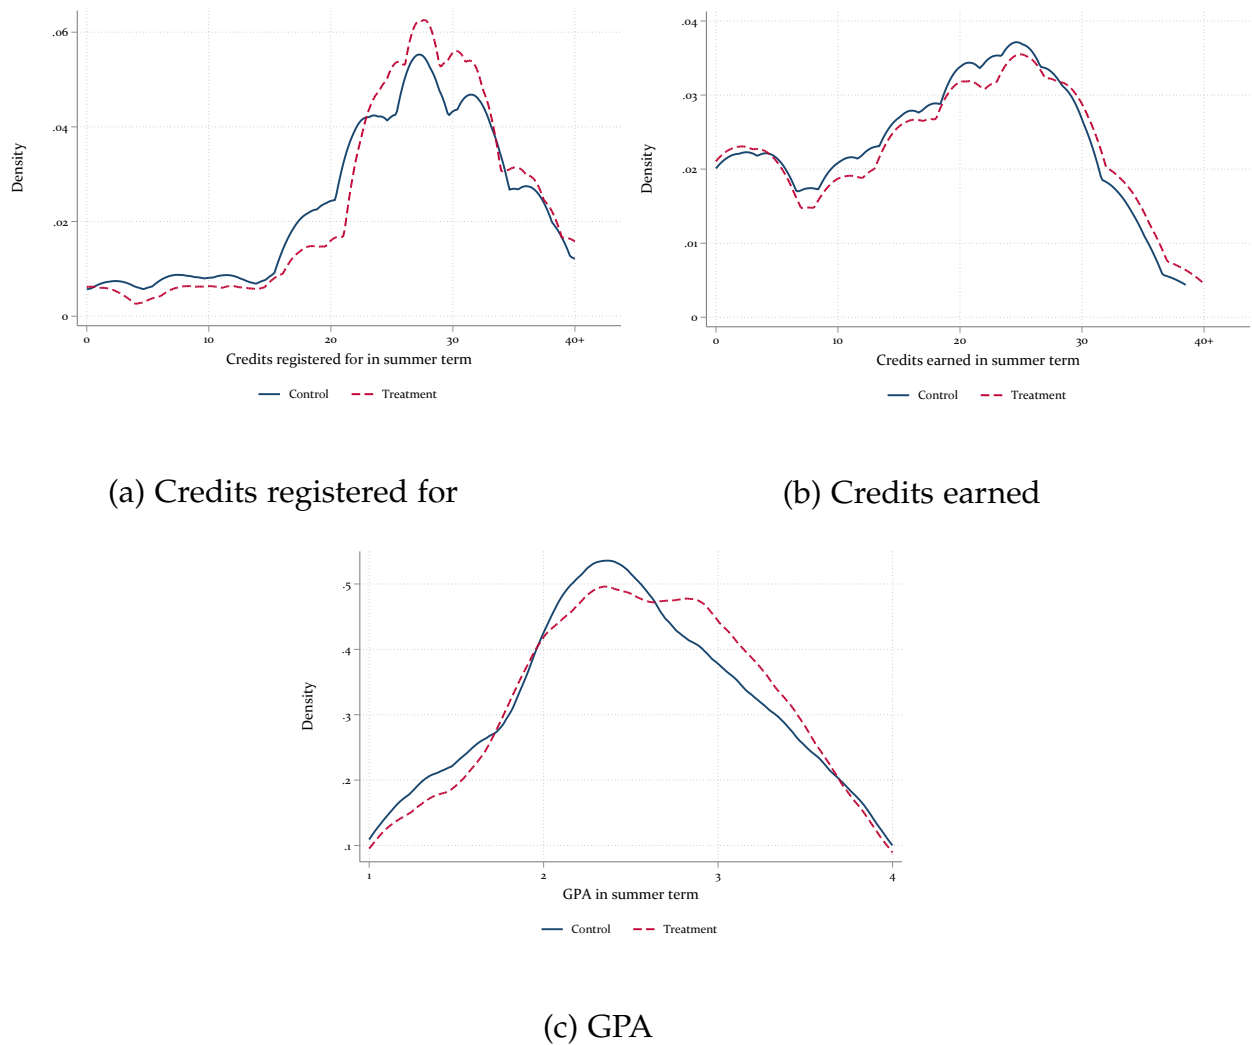 .06
.04
.02
0
Density
0 10 20 30 40+
Credits registered for in summer term
Control Treatment
(a) Credits registered for
.04
.03
.02
.01
0
Density
0 10 20 30 40+
Credits earned in summer term
Control Treatment
(b) Credits earned
.5
.4
.3
.2
.1
Density
1 2 3 4
GPA in summer term
Control Treatment
(c) GPA